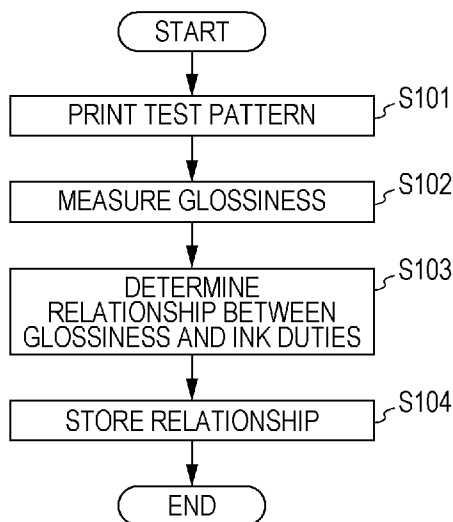 START
PRINT TEST PATTERN
S101
MEASURE GLOSSINESS
S102
DETERMINE
RELATIONSHIP BETWEEN
GLOSSINESS AND INK DUTIES
S103
STORE RELATIONSHIP
S104
END